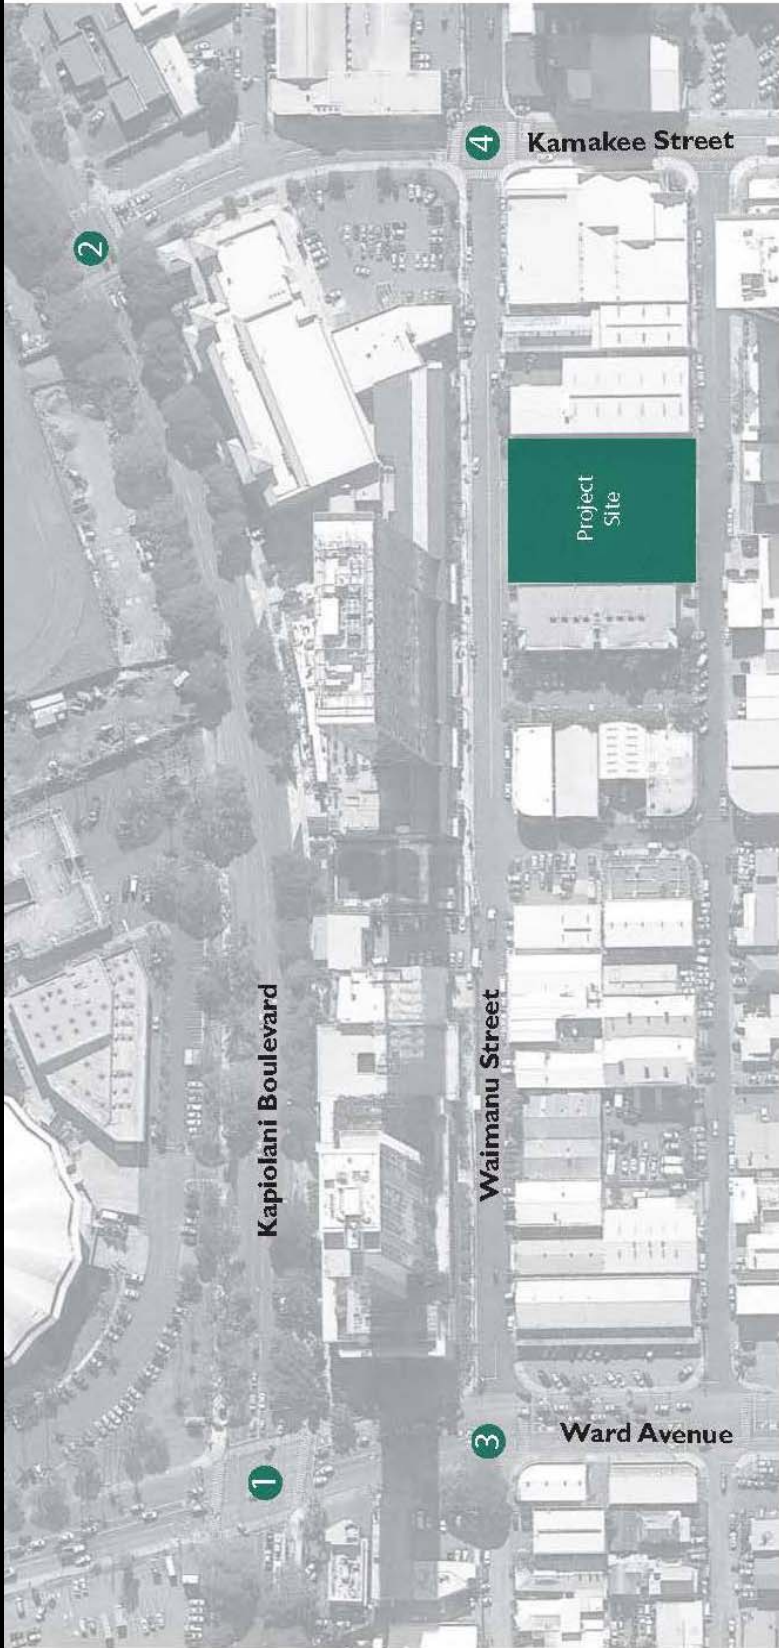 2
4
Kamakee Street
Project
Site
Kapiolani Boulevard
Waimanu Street
1
3
Ward Avenue